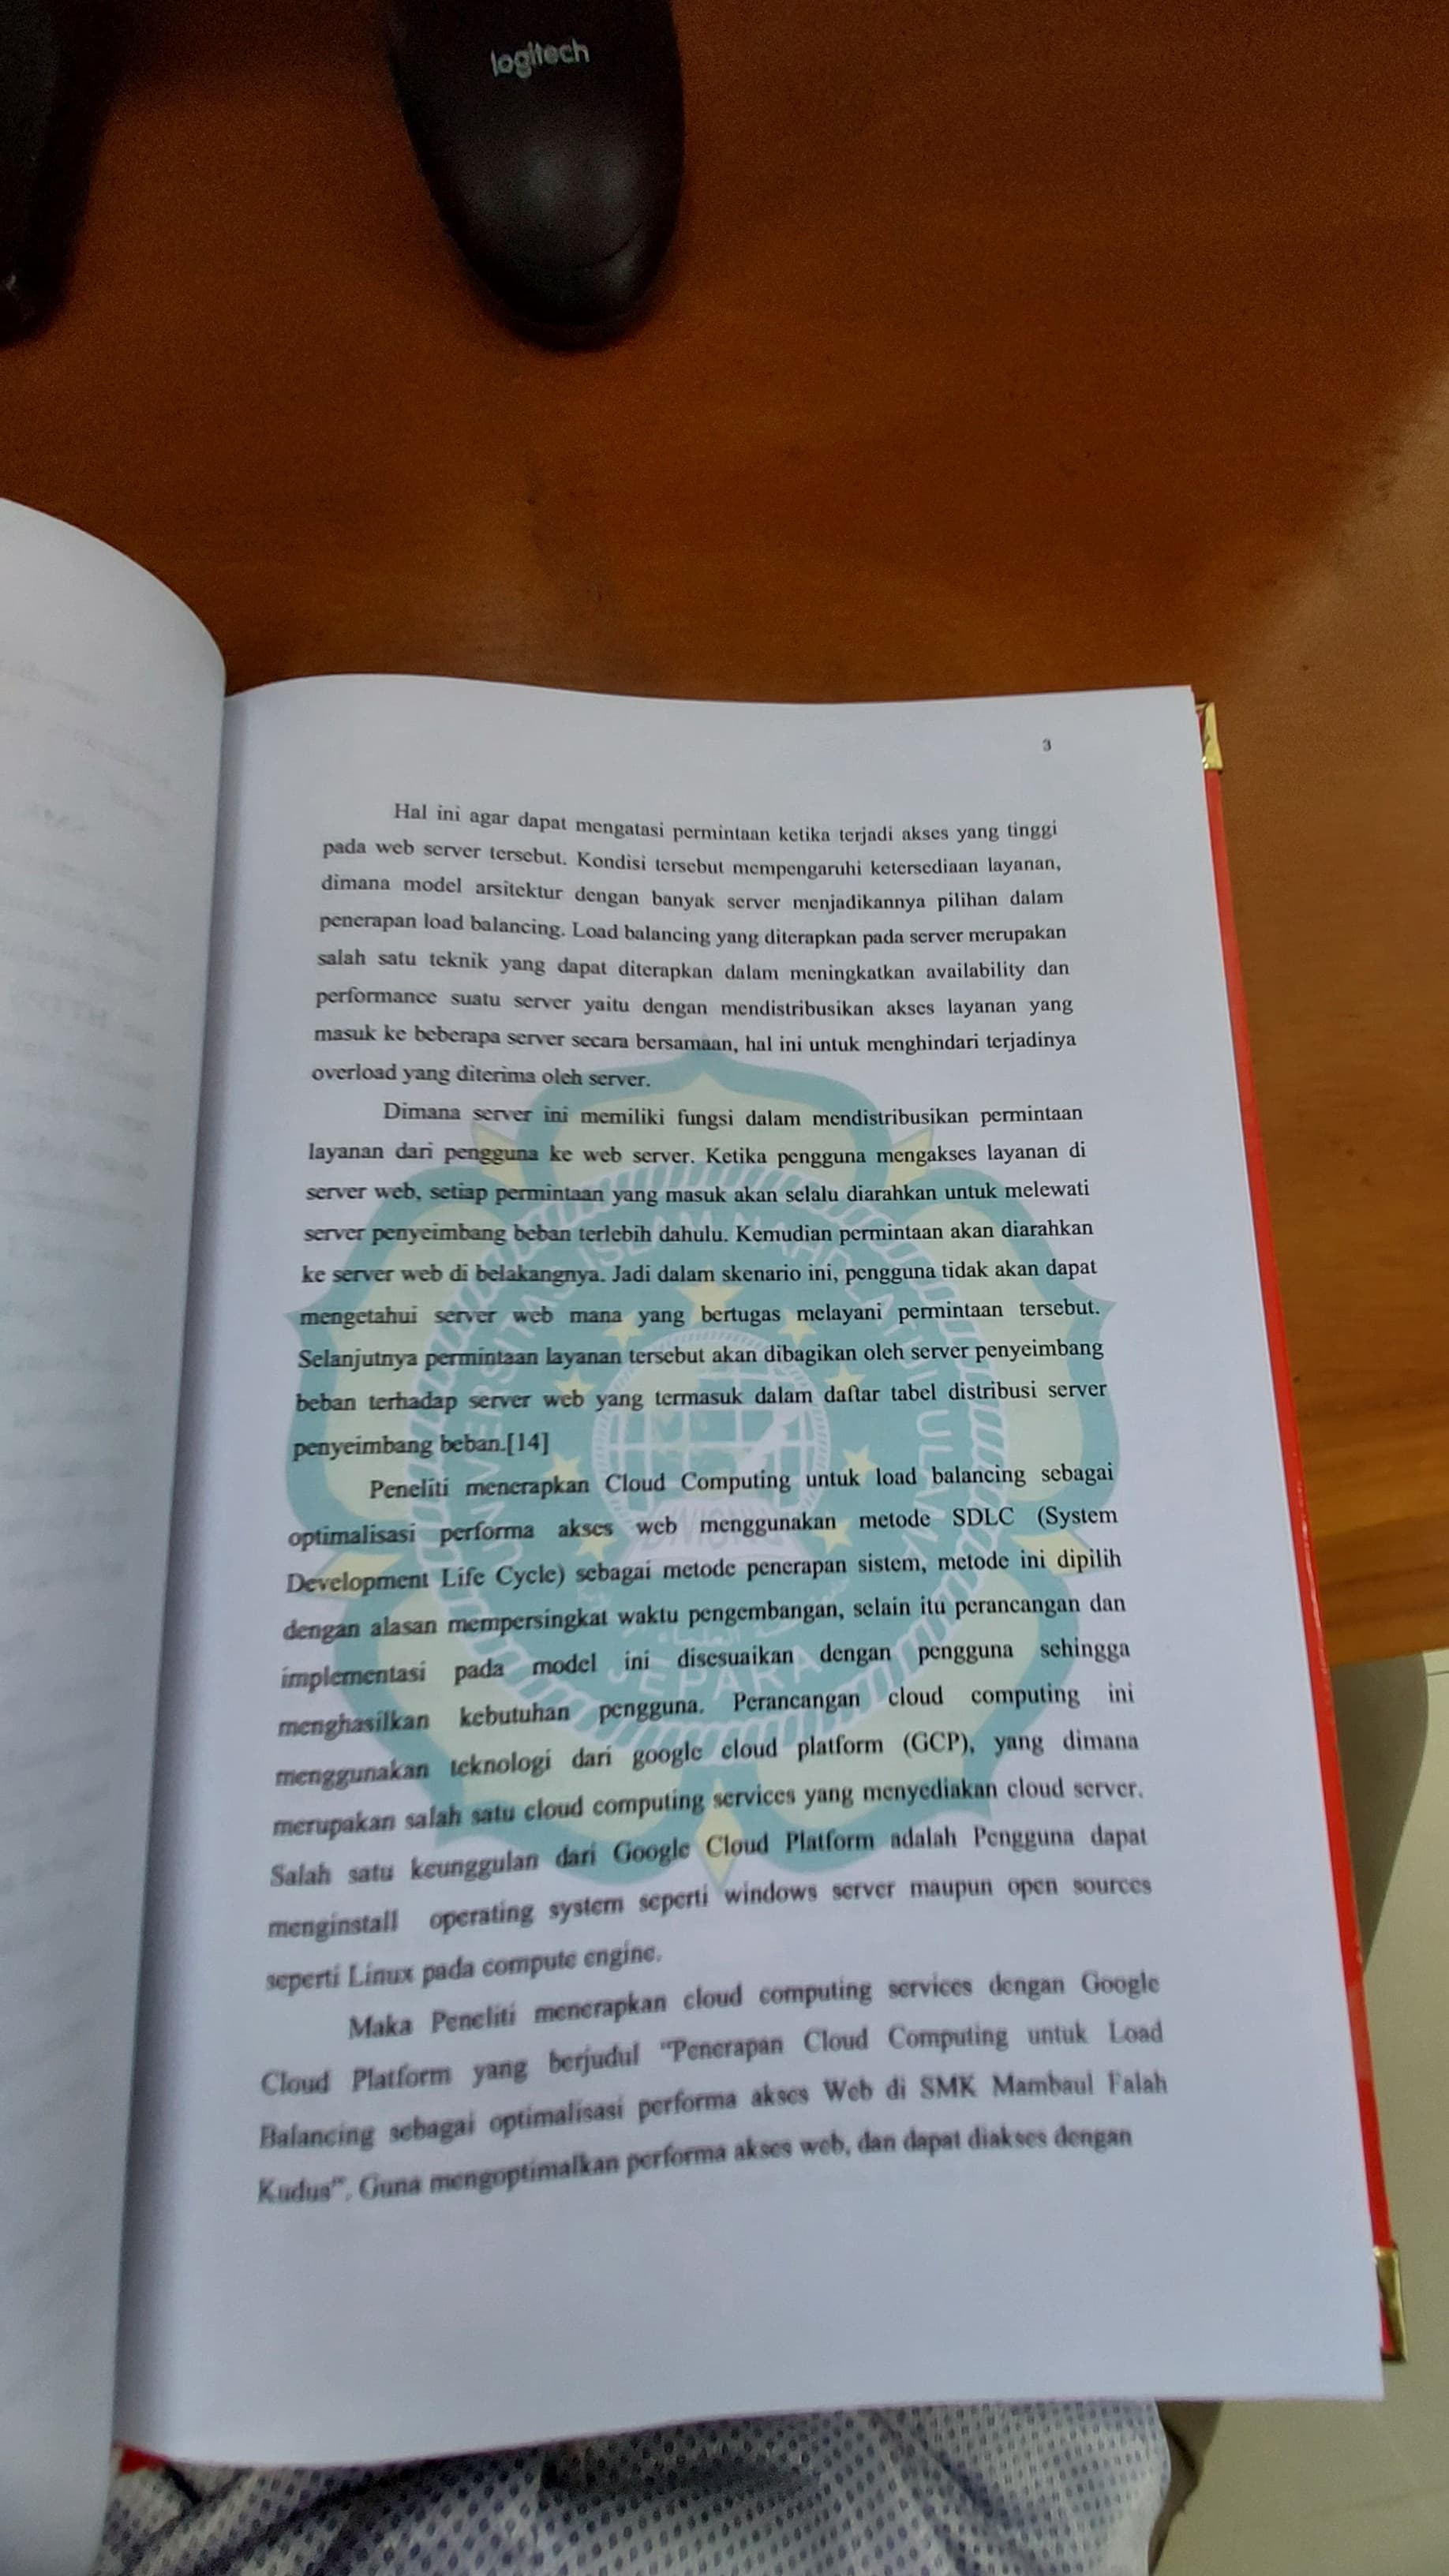 logitech
3
Hal ini agar dapat mengatasi permintaan ketika terjadi akses yang tinggi
pada web server tersebut. Kondisi tersebut mempengaruhi ketersediaan layanan,
dimana model arsitektur dengan banyak server menjadikannya pilihan dalam
penerapan load balancing. Load balancing yang diterapkan pada server merupakan
salah satu teknik yang dapat diterapkan dalam meningkatkan availability dan
performance suatu server yaitu dengan mendistribusikan akses layanan yang
masuk ke beberapa server secara bersamaan, hal ini untuk menghindari terjadinya
overload yang diterima oleh server.
Dimana server ini memiliki fungsi dalam mendistribusikan permintaan
layanan dari pengguna ke web server. Ketika pengguna mengakses layanan di
server web, setiap permintaan yang masuk akan selalu diarahkan untuk melewati
server penyeimbang beban terlebih dahulu. Kemudian permintaan akan diarahkan
ke server web di belakangnya. Jadi dalam skenario ini, pengguna tidak akan dapat
mengetahui server web mana yang bertugas melayani permintaan tersebut.
Selanjutnya permintaan layanan tersebut akan dibagikan oleh server penyeimbang
beban terhadap server web yang termasuk dalam daftar tabel distribusi server
penyeimbang beban.[14]
Peneliti menerapkan Cloud Computing untuk load balancing sebagai
optimalisasi performa akses web menggunakan metode SDLC (System
Development Life Cycle) sebagai metode penerapan sistem, metode ini dipilih
dengan alasan mempersingkat waktu pengembangan, selain itu perancangan dan
implementasi pada model ini disesuaikan dengan pengguna sehingga
menghasilkan kebutuhan pengguna. Perancangan cloud computing ini
menggunakan teknologi dari google cloud platform (GCP), yang dimana
merupakan salah satu cloud computing services yang menyediakan cloud server.
Salah satu keunggulan dari Google Cloud Platform adalah Pengguna dapat
menginstall operating system seperti windows server maupun open sources
seperti Linux pada compute engine.
Maka Peneliti menerapkan cloud computing services dengan Google
Cloud Platform yang berjudul “Penerapan Cloud Computing untuk Load
Balancing sebagai optimalisasi performa akses Web di SMK Mambaul Falah
Kudus”. Guna mengoptimalkan performa akses web, dan dapat diakses dengan
UNIVERSITAS ISLAM NAHDLATUL ULAMA
UNISNU
JEPARA